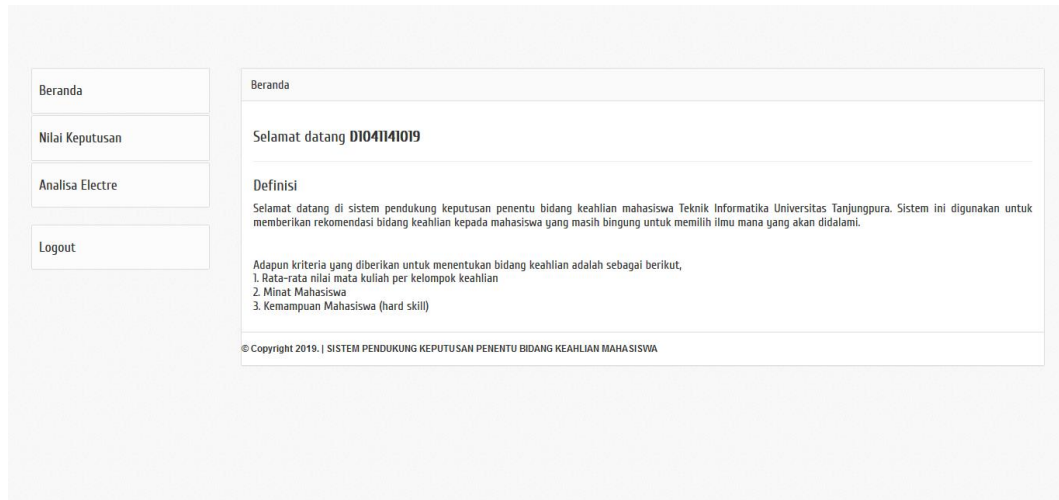 Beranda
Nilai Keputusan
Analisa Electre
Logout
Beranda
Selamat datang D1041141019
Definisi
Selamat datang di sistem pendukung keputusan penentu bidang keahlian mahasiswa Teknik Informatika Universitas Tanjungpura. Sistem ini digunakan untuk
memberikan rekomendasi bidang keahlian kepada mahasiswa yang masih bingung untuk memilih ilmu mana yang akan didalami.
Adapun kriteria yang diberikan untuk menentukan bidang keahlian adalah sebagai berikut,
1. Rata-rata nilai mata kuliah per kelompok keahlian
2. Minat Mahasiswa
3. Kemampuan Mahasiswa (hard skill)
© Copyright 2019. | SISTEM PENDUKUNG KEPUTUSAN PENENTU BIDANG KEAHLIAN MAHASISWA